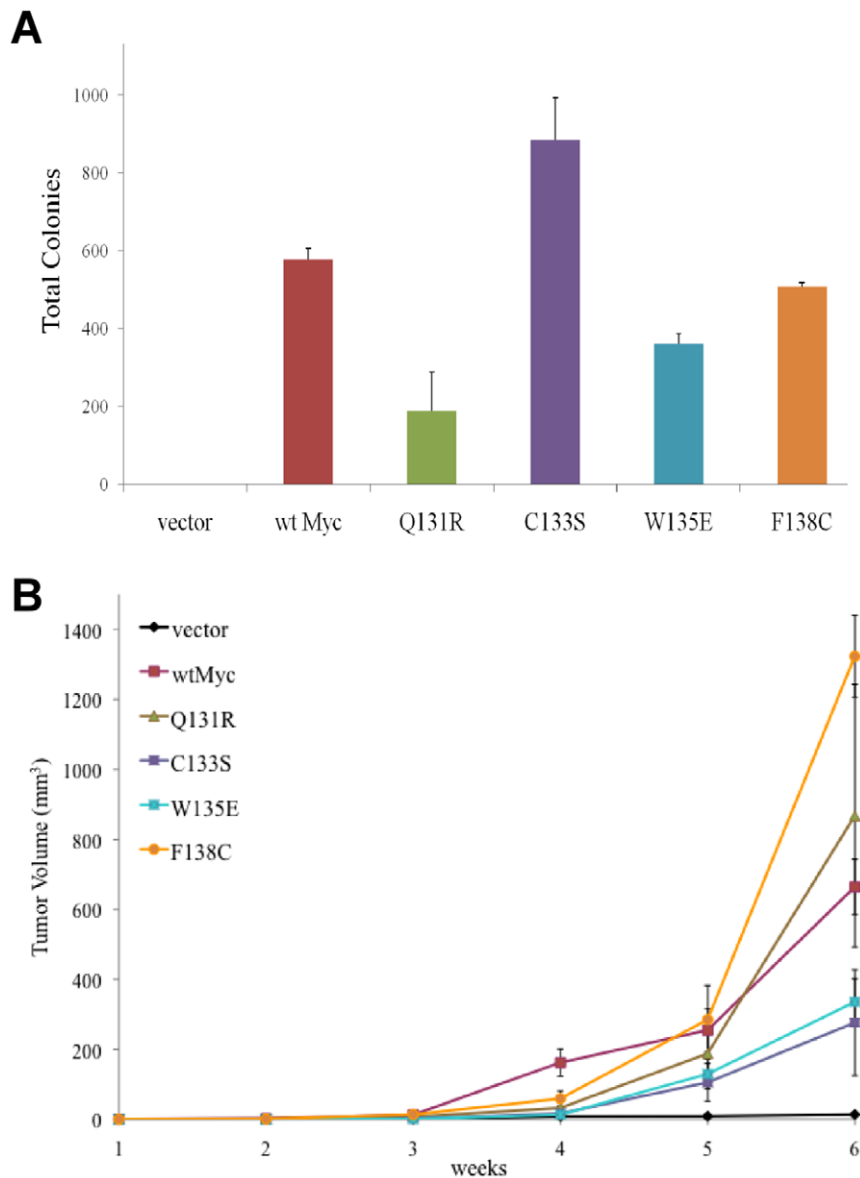 A
Total Colonies
1000
800
600
400
200
0
vector wt Myc Q131R C133S W135E F138C
B
Tumor Volume (mm³)
1400
1200
1000
800
600
400
200
0
vector
wtMyc
Q131R
C133S
W135E
F138C
1 2 3 4 5 6
weeks